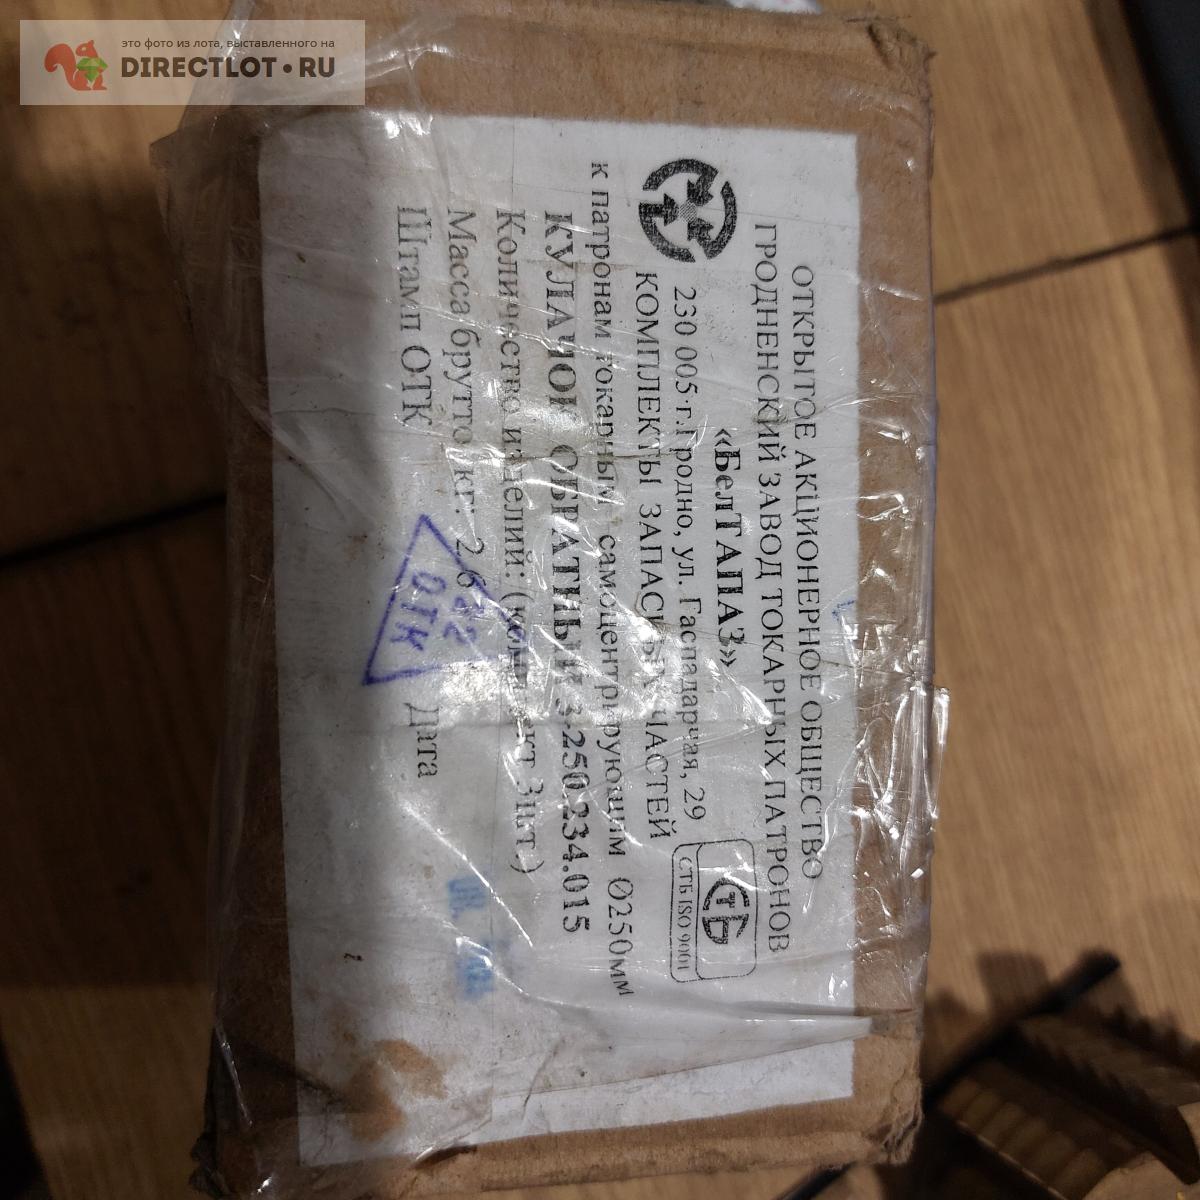 это фото из лота, выставленного на
DIRECTLOT•RU
ОТКРЫТОЕ АКЦИОНЕРНОЕ ОБЩЕСТВО
ГРОДНЕНСКИЙ ЗАВОД ТОКАРНЫХ ПАТРОНОВ
«БелТАПАЗ»
230 005 г.Гродно, ул. Гаспадарчая, 29
СТБ ISO 9001
КОМПЛЕКТЫ ЗАПАСНЫХ ЧАСТЕЙ
к патронам токарным самоцентрирующим Ø250мм
КУЛАЧОК ОБРАТНЫЙ 3-250.234.015
Количество изделий: (комплект 3шт.)
Масса брутто кг: 2.6
Штамп ОТК Дата
ОТК